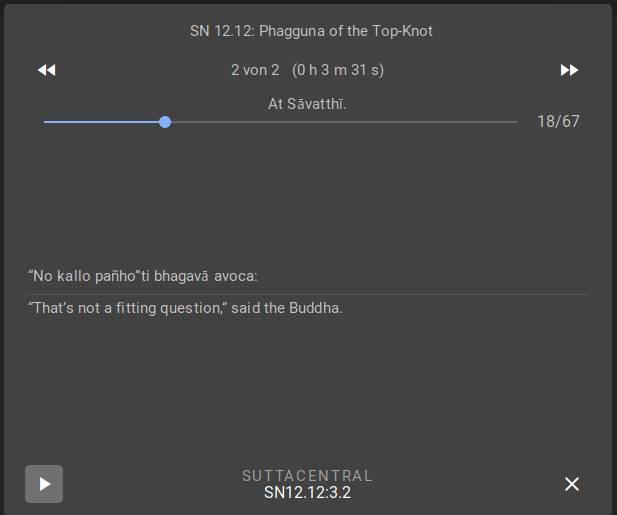 SN 12.12: Phagguna of the Top-Knot
2 von 2 (0 h 3 m 31 s)
At Sāvatthī.
18/67
“No kallo pañho”ti bhagavā avoca:
“That’s not a fitting question,” said the Buddha.
SUTTACENTRAL
SN12.12:3.2